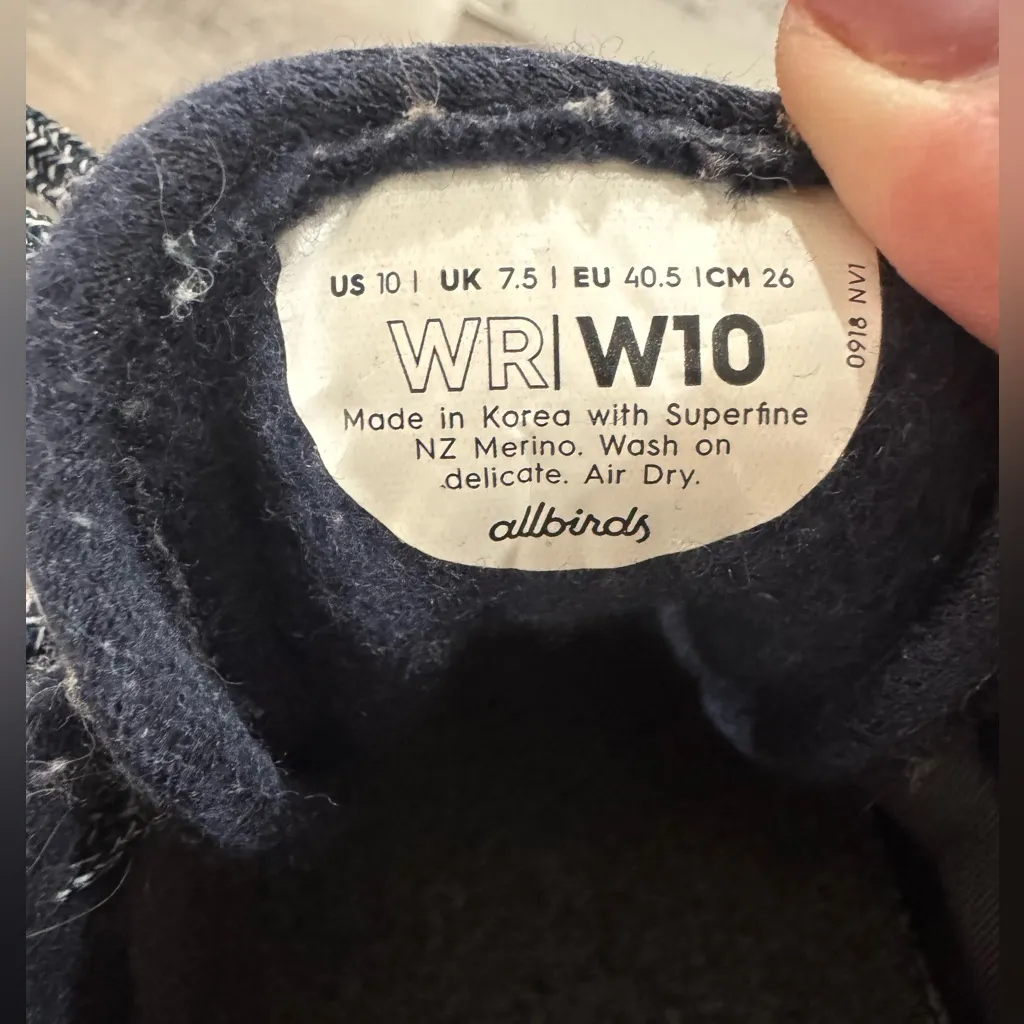 US 10 | UK 7.5 | EU 40.5 | CM 26
WR | W10
Made in Korea with Superfine
NZ Merino. Wash on
delicate. Air Dry.
allbirds
0918 NV1